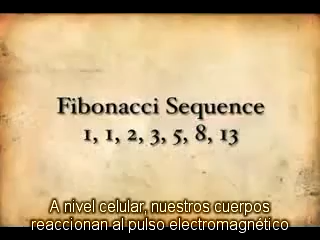 Fibonacci Sequence
1, 1, 2, 3, 5, 8, 13
A nivel celular, nuestros cuerpos
reaccionan al pulso electromagnético